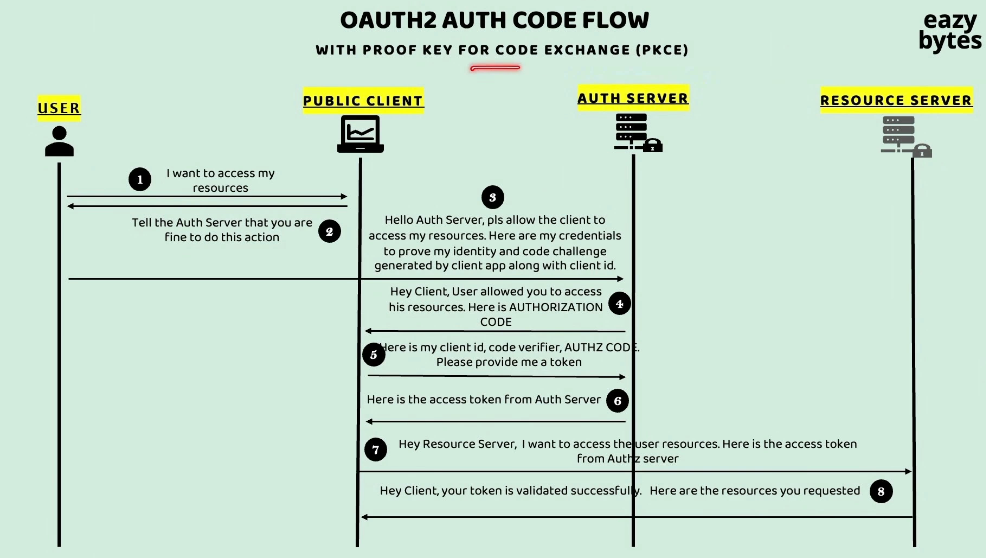 OAUTH2 AUTH CODE FLOW
WITH PROOF KEY FOR CODE EXCHANGE (PKCE)
eazy
bytes
USER
PUBLIC CLIENT
AUTH SERVER
RESOURCE SERVER
1
I want to access my
resources
Tell the Auth Server that you are
fine to do this action
2
3
Hello Auth Server, pls allow the client to
access my resources. Here are my credentials
to prove my identity and code challenge
generated by client app along with client id.
Hey Client, User allowed you to access
his resources. Here is AUTHORIZATION
CODE
4
5
Here is my client id, code verifier, AUTHZ CODE.
Please provide me a token
Here is the access token from Auth Server
6
7
Hey Resource Server, I want to access the user resources. Here is the access token
from Authz server
Hey Client, your token is validated successfully. Here are the resources you requested
8